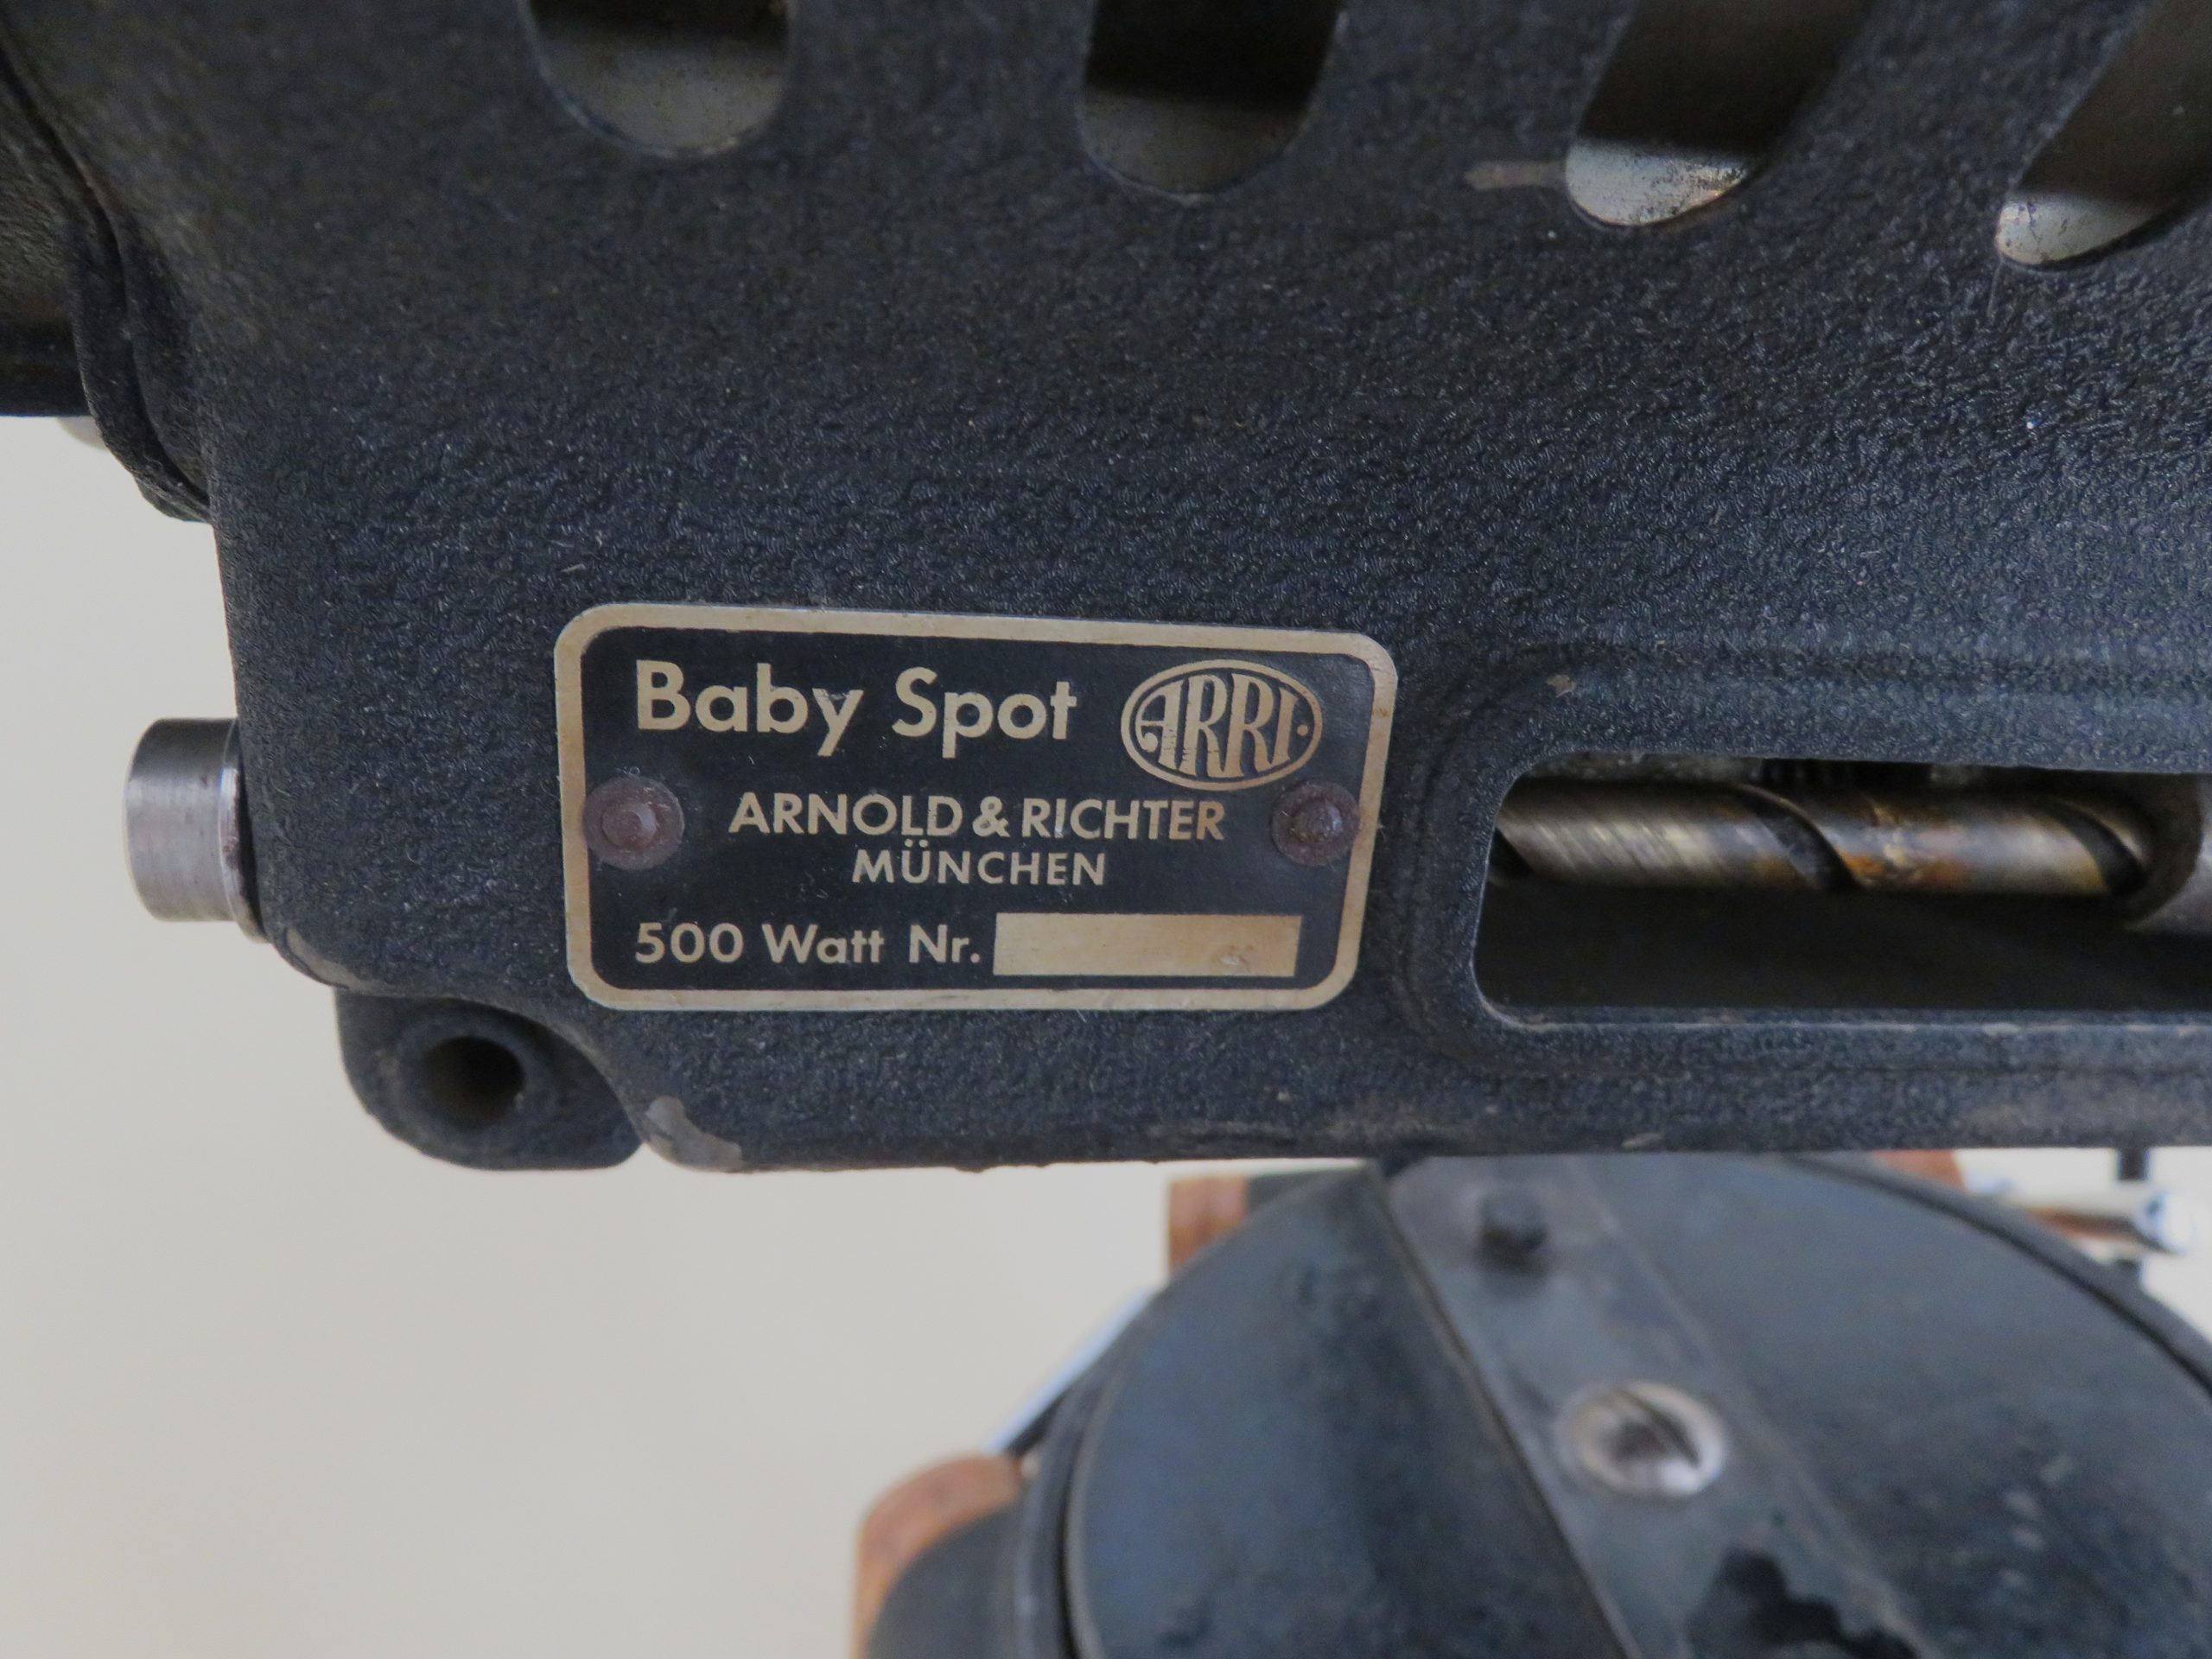 Baby Spot ARRI
ARNOLD & RICHTER
MÜNCHEN
500 Watt Nr.